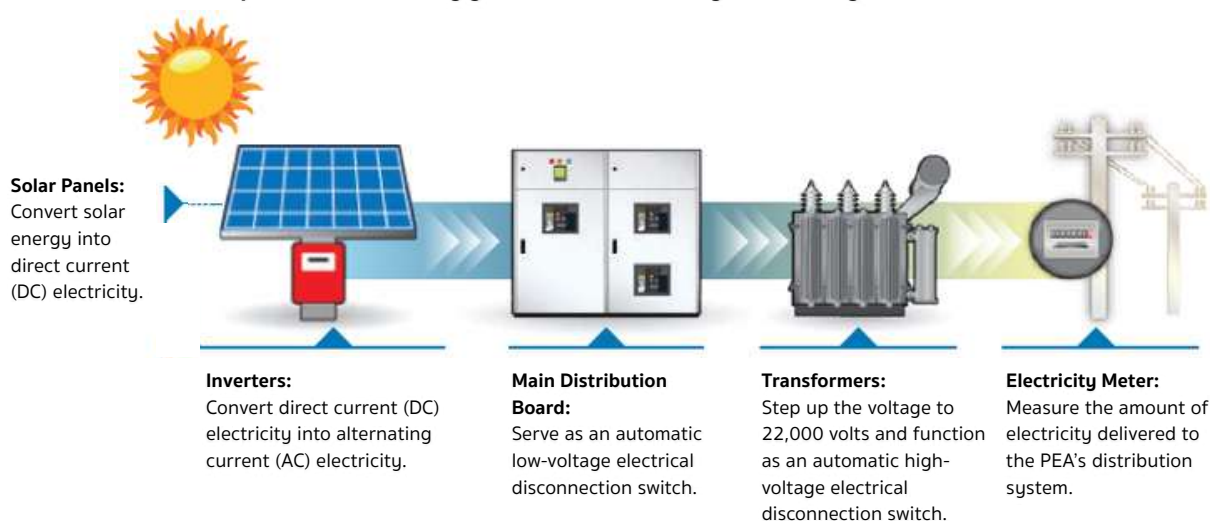 Solar Panels:
Convert solar
energy into
direct current
(DC) electricity.
Inverters:
Convert direct current (DC)
electricity into alternating
current (AC) electricity.
Main Distribution
Board:
Serve as an automatic
low-voltage electrical
disconnection switch.
Transformers:
Step up the voltage to
22,000 volts and function
as an automatic high-
voltage electrical
disconnection switch.
Electricity Meter:
Measure the amount of
electricity delivered to
the PEA’s distribution
system.